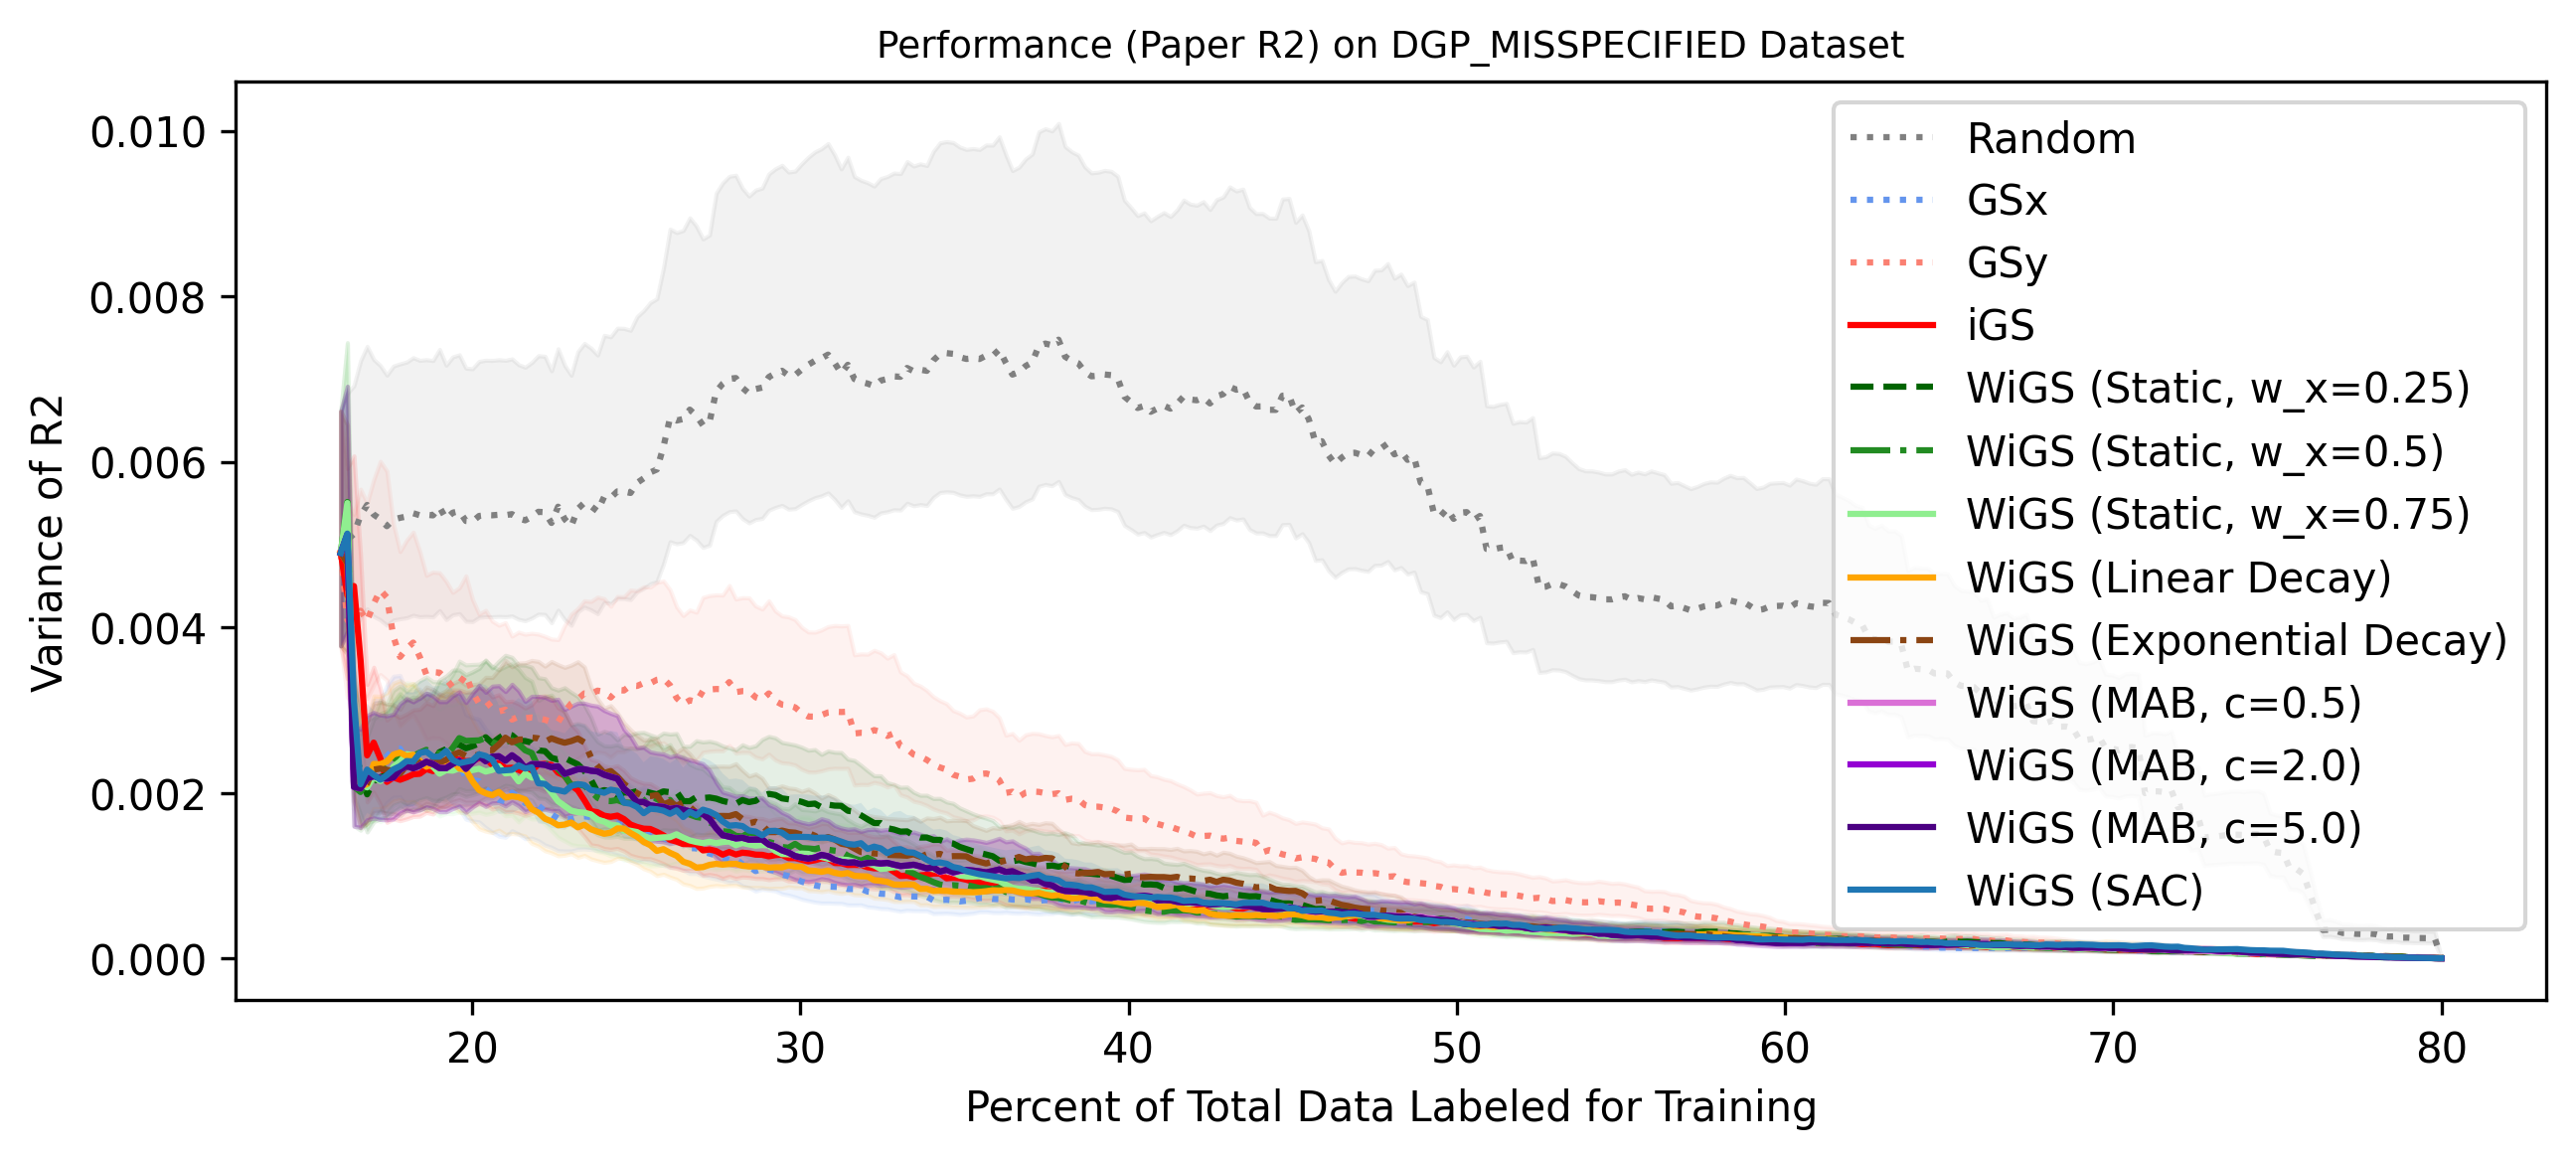 Performance (Paper R2) on DGP_MISSPECIFIED Dataset
Variance of R2
0.010
0.008
0.006
0.004
0.002
0.000
Random
GSx
GSy
iGS
WiGS (Static, w_x=0.25)
WiGS (Static, w_x=0.5)
WiGS (Static, w_x=0.75)
WiGS (Linear Decay)
WiGS (Exponential Decay)
WiGS (MAB, c=0.5)
WiGS (MAB, c=2.0)
WiGS (MAB, c=5.0)
WiGS (SAC)
20 30 40 50 60 70 80
Percent of Total Data Labeled for Training